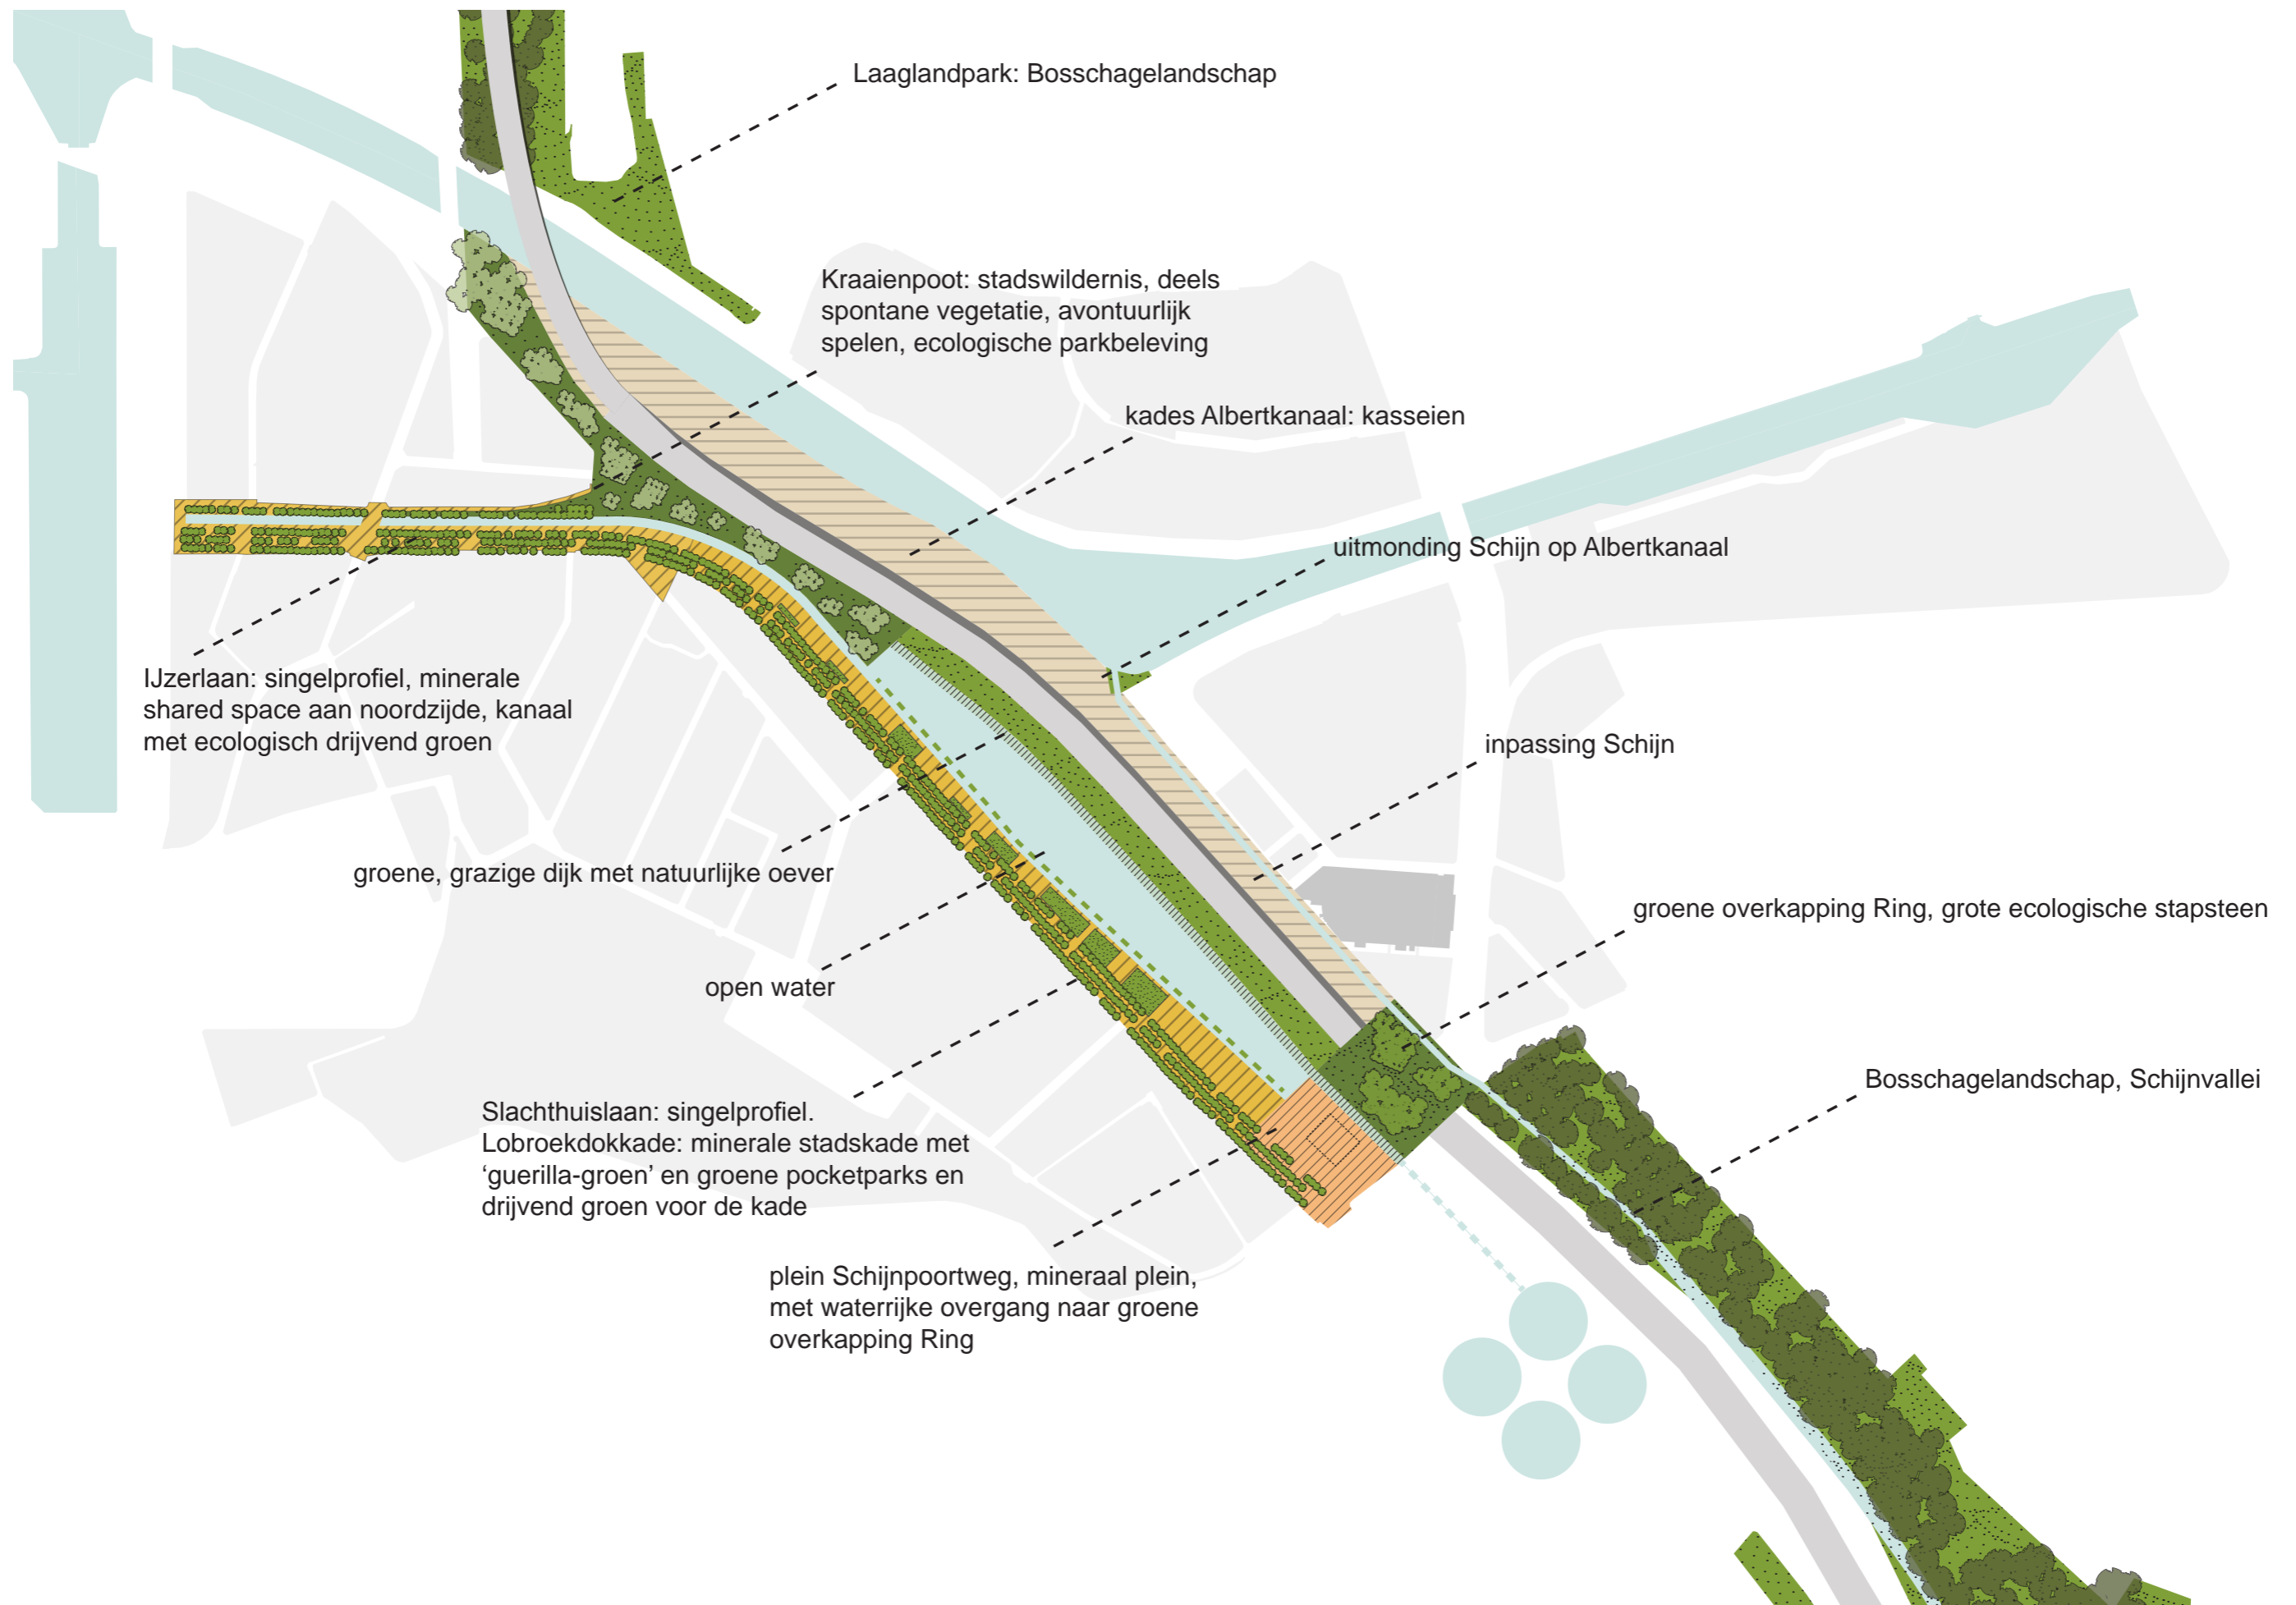 Laaglandpark: Bosschagelandschap
Kraaienpoot: stadswildernis, deels
spontane vegetatie, avontuurlijk
spelen, ecologische parkbeleving
kades Albertkanaal: kasseien
uitmonding Schijn op Albertkanaal
IJzerlaan: singelprofiel, minerale
shared space aan noordzijde, kanaal
met ecologisch drijvend groen
inpassing Schijn
groene, grazige dijk met natuurlijke oever
groene overkapping Ring, grote ecologische stapsteen
open water
Bosschagelandschap, Schijnvallei
Slachthuislaan: singelprofiel.
Lobroekdokkade: minerale stadskade met
‘guerilla-groen’ en groene pocketparks en
drijvend groen voor de kade
plein Schijnpoortweg, mineraal plein,
met waterrijke overgang naar groene
overkapping Ring